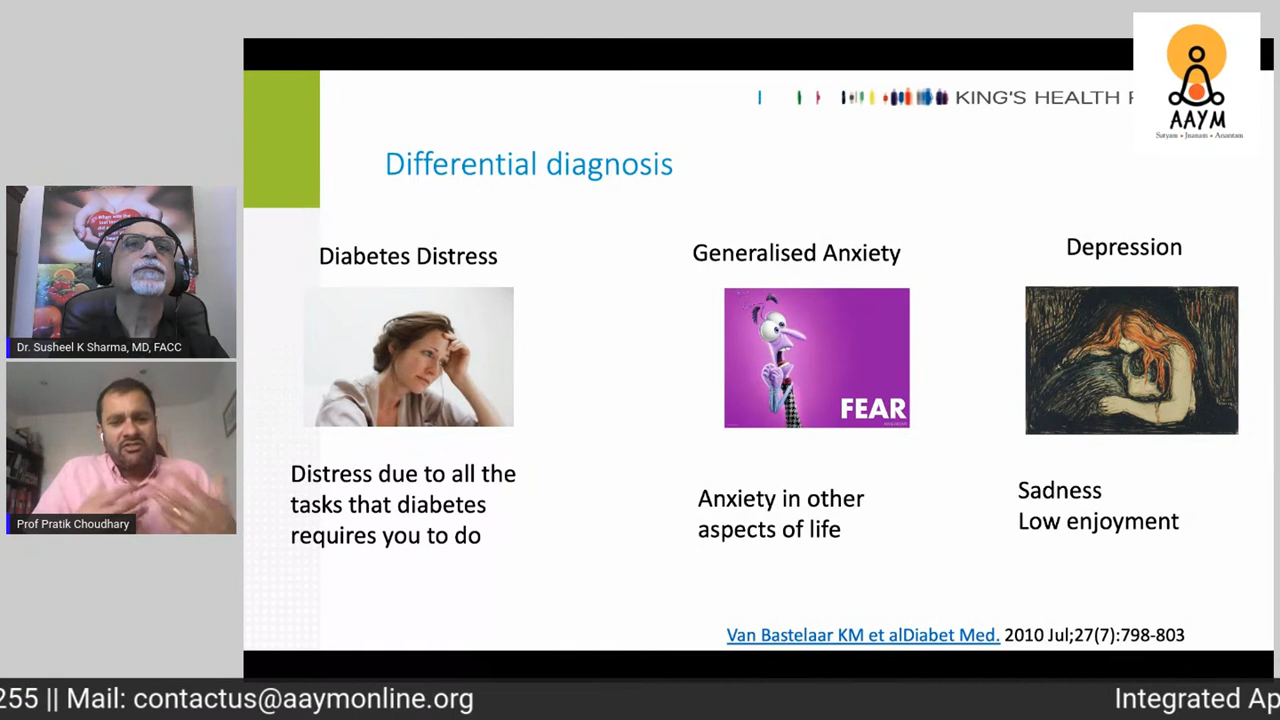 KING'S HEALTH P
AAYM
Satyam • Jnanam • Anantam
Differential diagnosis
Diabetes Distress
Generalised Anxiety
Depression
FEAR
Distress due to all the
tasks that diabetes
requires you to do
Anxiety in other
aspects of life
Sadness
Low enjoyment
Van Bastelaar KM et alDiabet Med. 2010 Jul;27(7):798-803
Dr. Susheel K Sharma, MD, FACC
Prof Pratik Choudhary
255 || Mail: contactus@aaymonline.org
Integrated Ap